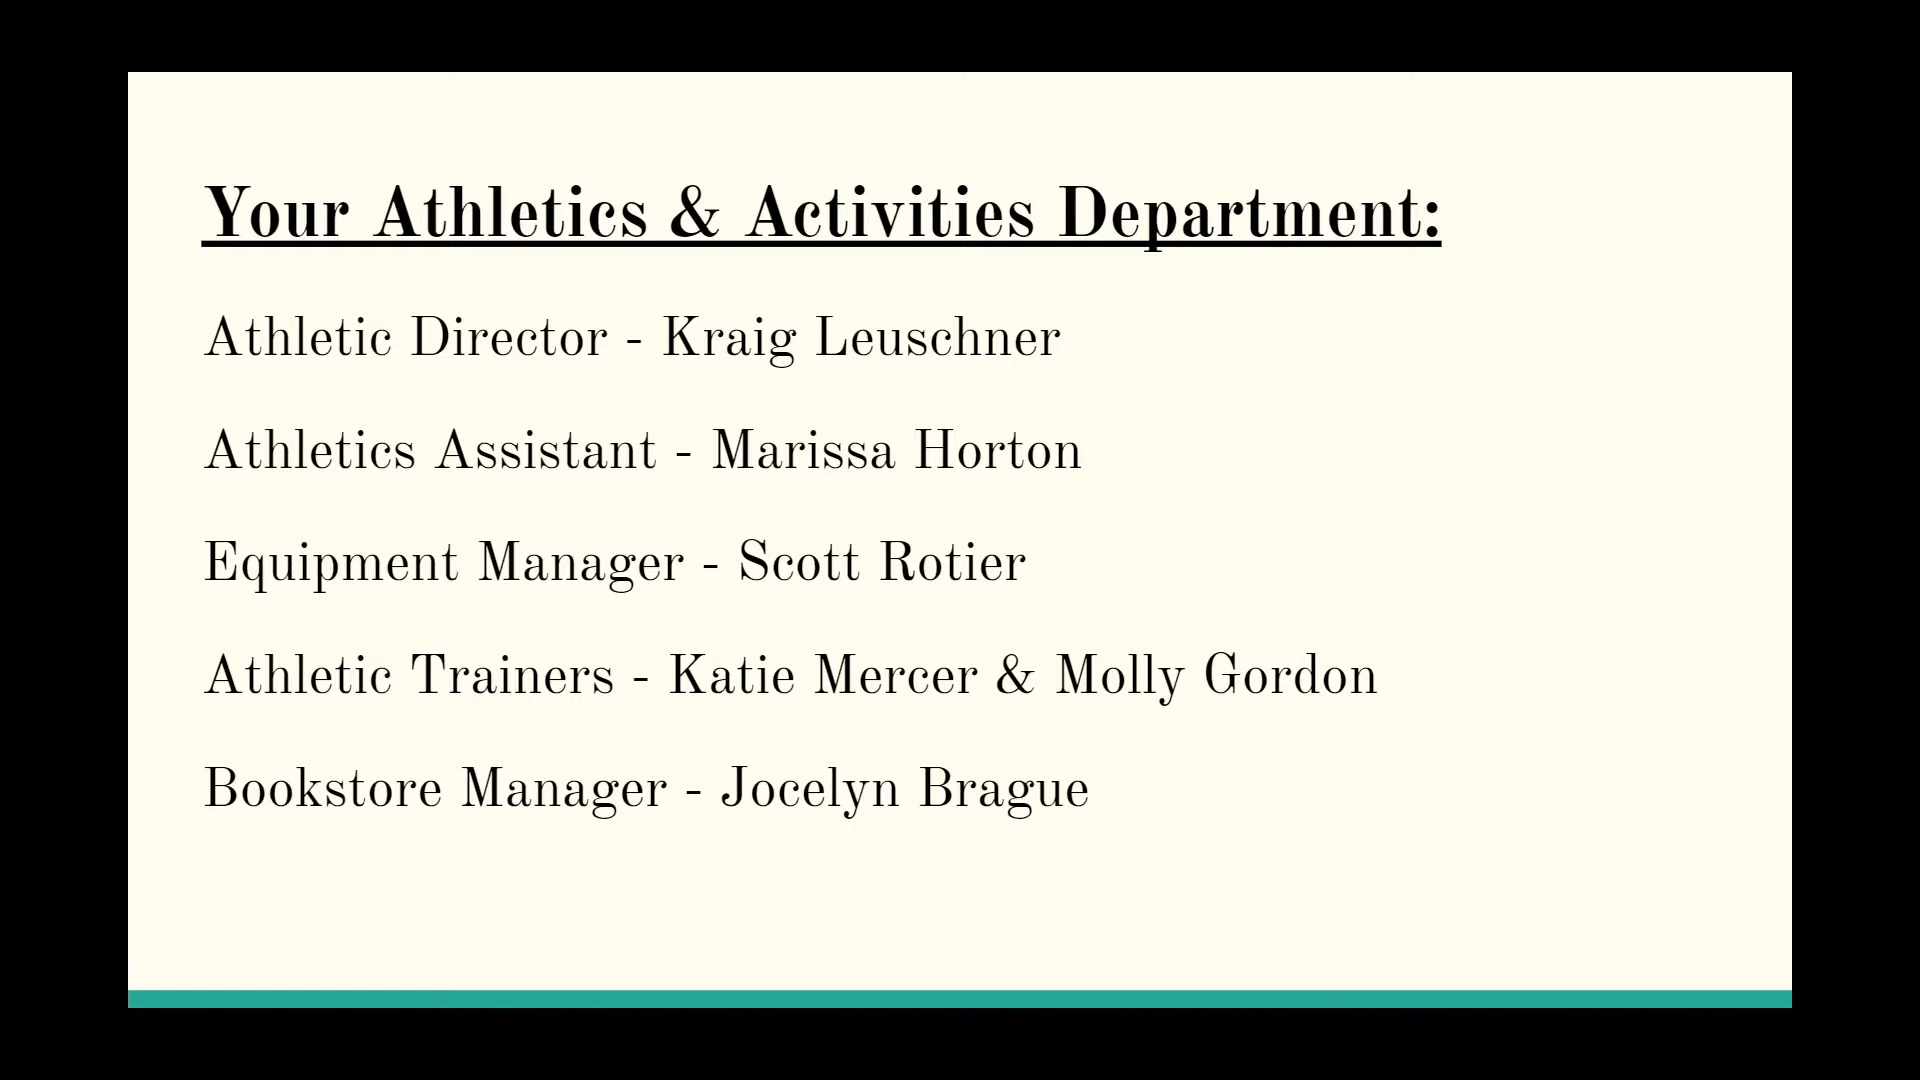 Your Athletics & Activities Department:
Athletic Director - Kraig Leuschner
Athletics Assistant - Marissa Horton
Equipment Manager - Scott Rotier
Athletic Trainers - Katie Mercer & Molly Gordon
Bookstore Manager - Jocelyn Brague